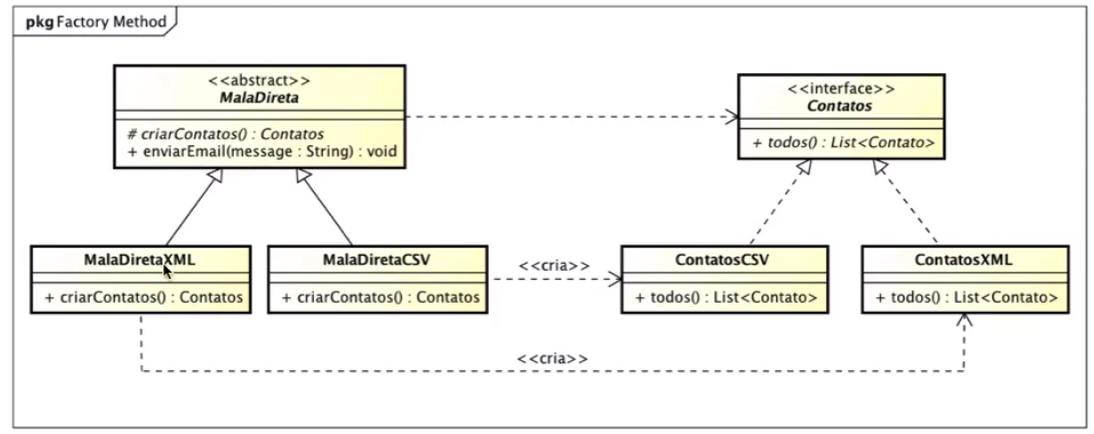 pkg Factory Method
<<abstract>>
MalaDireta
# criarContatos() : Contatos
+ enviarEmail(message : String) : void
<<interface>>
Contatos
+ todos() : List<Contato>
MalaDiretaXML
+ criarContatos() : Contatos
MalaDiretaCSV
+ criarContatos() : Contatos
<<cria>>
ContatosCSV
+ todos() : List<Contato>
ContatosXML
+ todos() : List<Contato>
<<cria>>